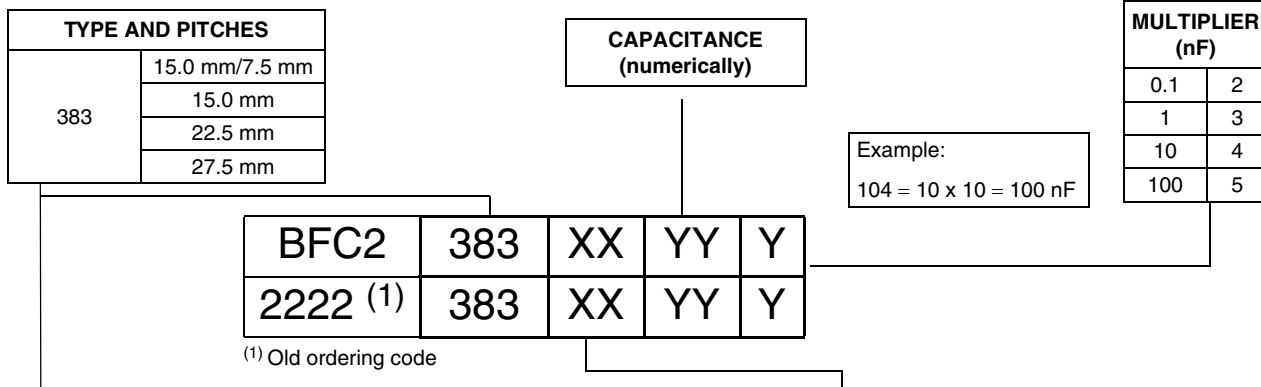 TYPE AND PITCHES
383
15.0 mm/7.5 mm
15.0 mm
22.5 mm
27.5 mm
CAPACITANCE
(numerically)
MULTIPLIER
(nF)
0.1 2
1 3
10 4
100 5
Example:
104 = 10 x 10 = 100 nF
BFC2 383 XX YY Y
2222 (1) 383 XX YY Y
(1) Old ordering code